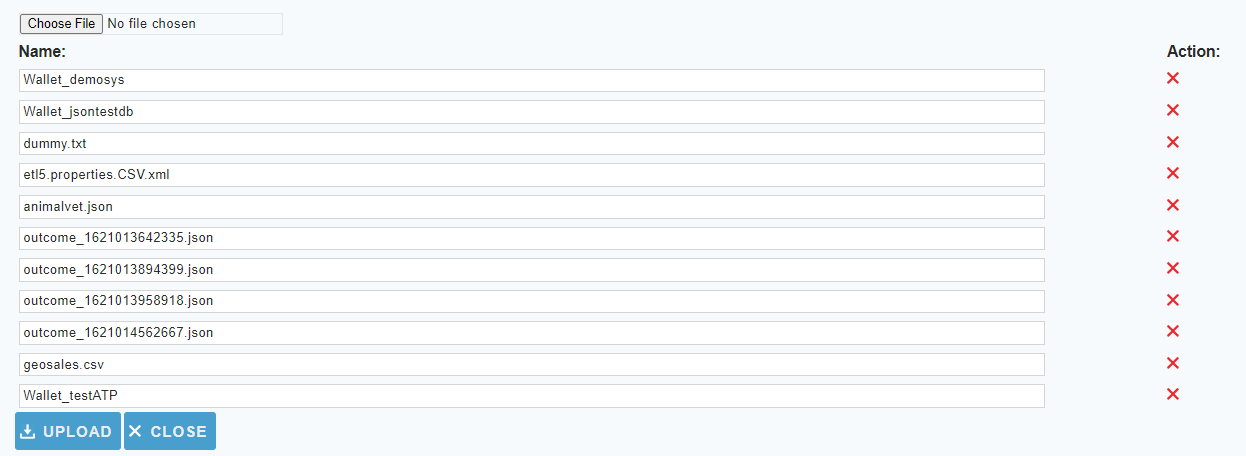 Choose File No file chosen
Name: Action:
Wallet_demosys
Wallet_jsontestdb
dummy.txt
etl5.properties.CSV.xml
animalvet.json
outcome_1621013642335.json
outcome_1621013894399.json
outcome_1621013958918.json
outcome_1621014562667.json
geosales.csv
Wallet_testATP
UPLOAD CLOSE